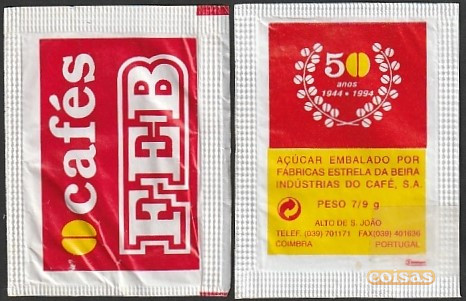 cafés
FEB
50
anos
1944 • 1994
AÇÚCAR EMBALADO POR
FÁBRICAS ESTRELA DA BEIRA
INDÚSTRIAS DO CAFÉ, S.A.
PESO 7/9 g
ALTO DE S. JOÃO
TELEF. (039) 701171 FAX(039) 401636
COIMBRA PORTUGAL
coisas